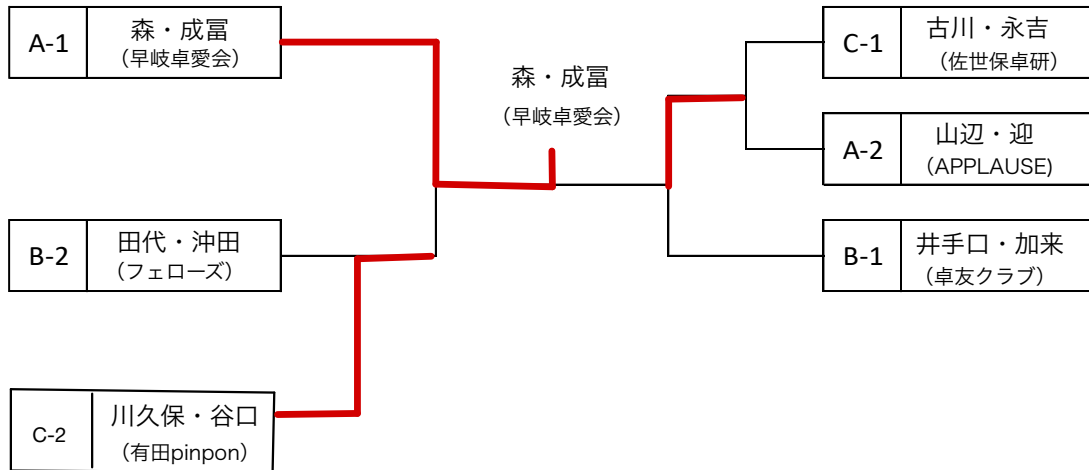 A-1
森・成冨
(早岐卓愛会)
B-2
田代・沖田
(フェローズ)
C-2
川久保・谷口
(有田pinpon)
森・成冨
(早岐卓愛会)
C-1
古川・永吉
(佐世保卓研)
A-2
山辺・迎
(APPLAUSE)
B-1
井手口・加来
(卓友クラブ)